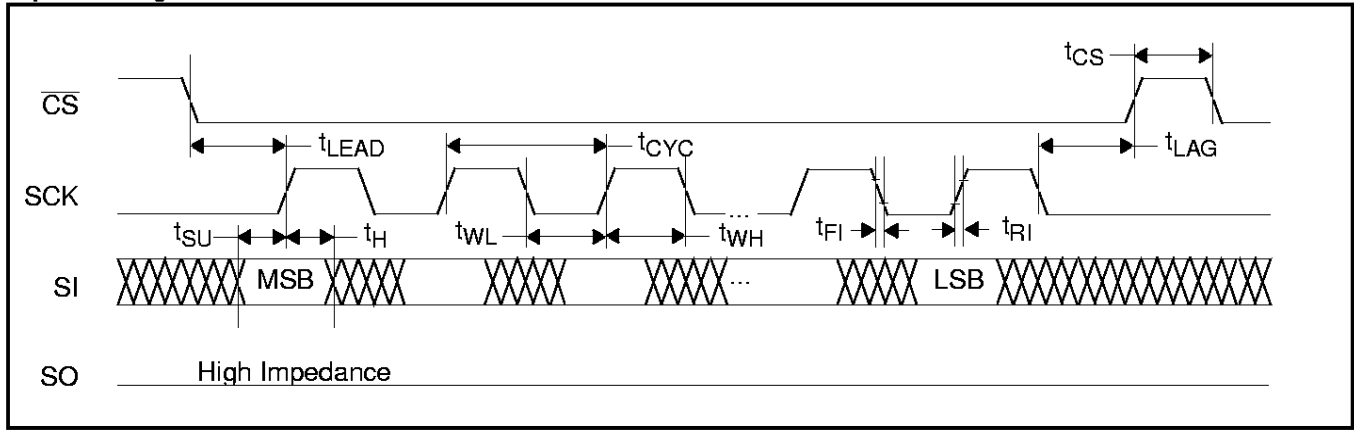 tCS
CS
tLEAD
tCYC
tLAG
SCK
...
tSU
tH
tWL
tWH
tFI
tRI
SI
MSB
...
LSB
SO
High Impedance